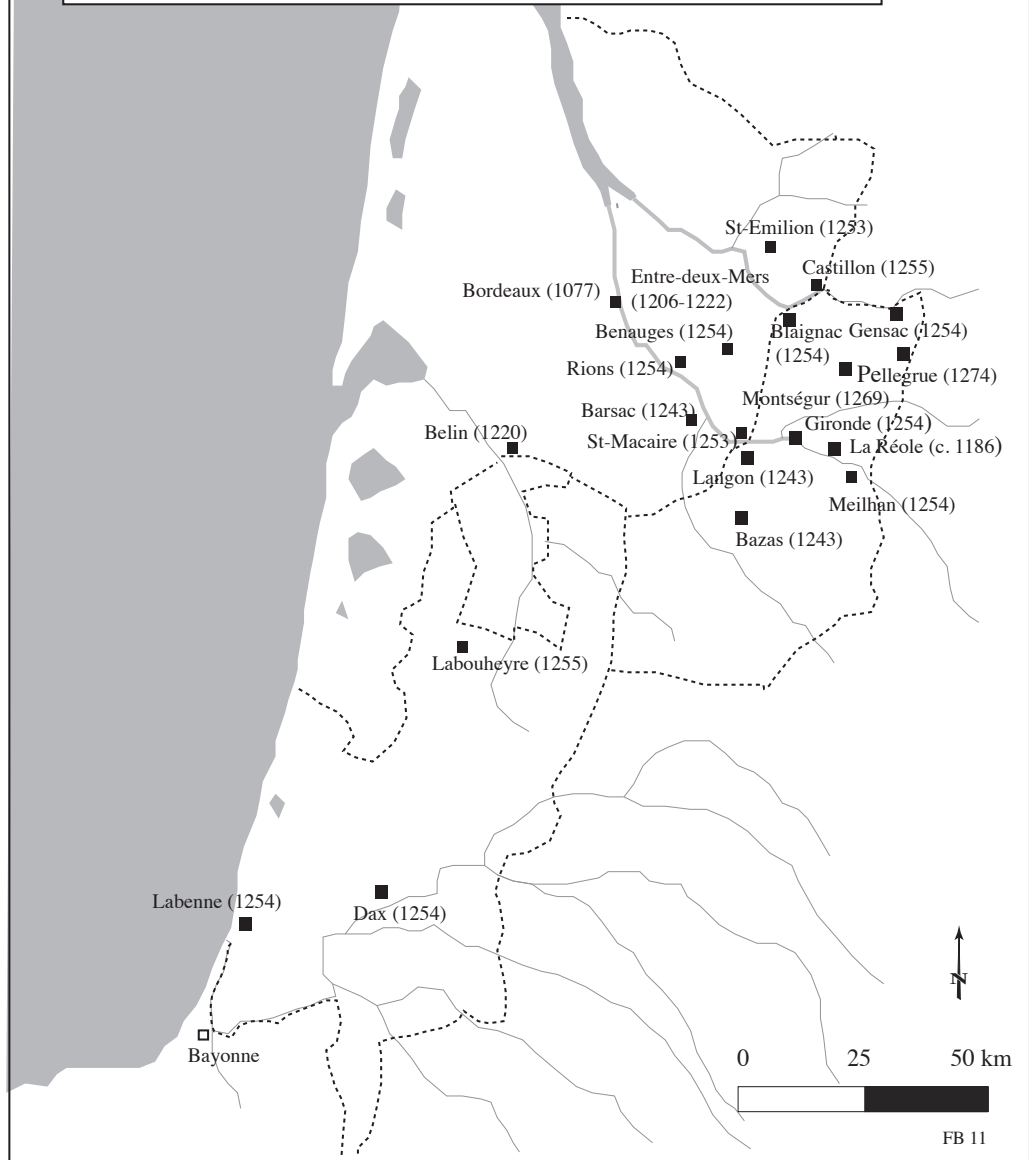 St-Emilion (1253)
Castillon (1255)
Entre-deux-Mers
(1206-1222)
Bordeaux (1077)
Benauges (1254)
Blaignac
(1254)
Gensac (1254)
Rions (1254)
Pellegrue (1274)
Montségur (1269)
Barsac (1243)
Gironde (1254)
Belin (1220)
St-Macaire (1253)
La Réole (c. 1186)
Langon (1243)
Meilhan (1254)
Bazas (1243)
Labouheyre (1255)
Labenne (1254)
Dax (1254)
N
Bayonne
0 25 50 km
FB 11